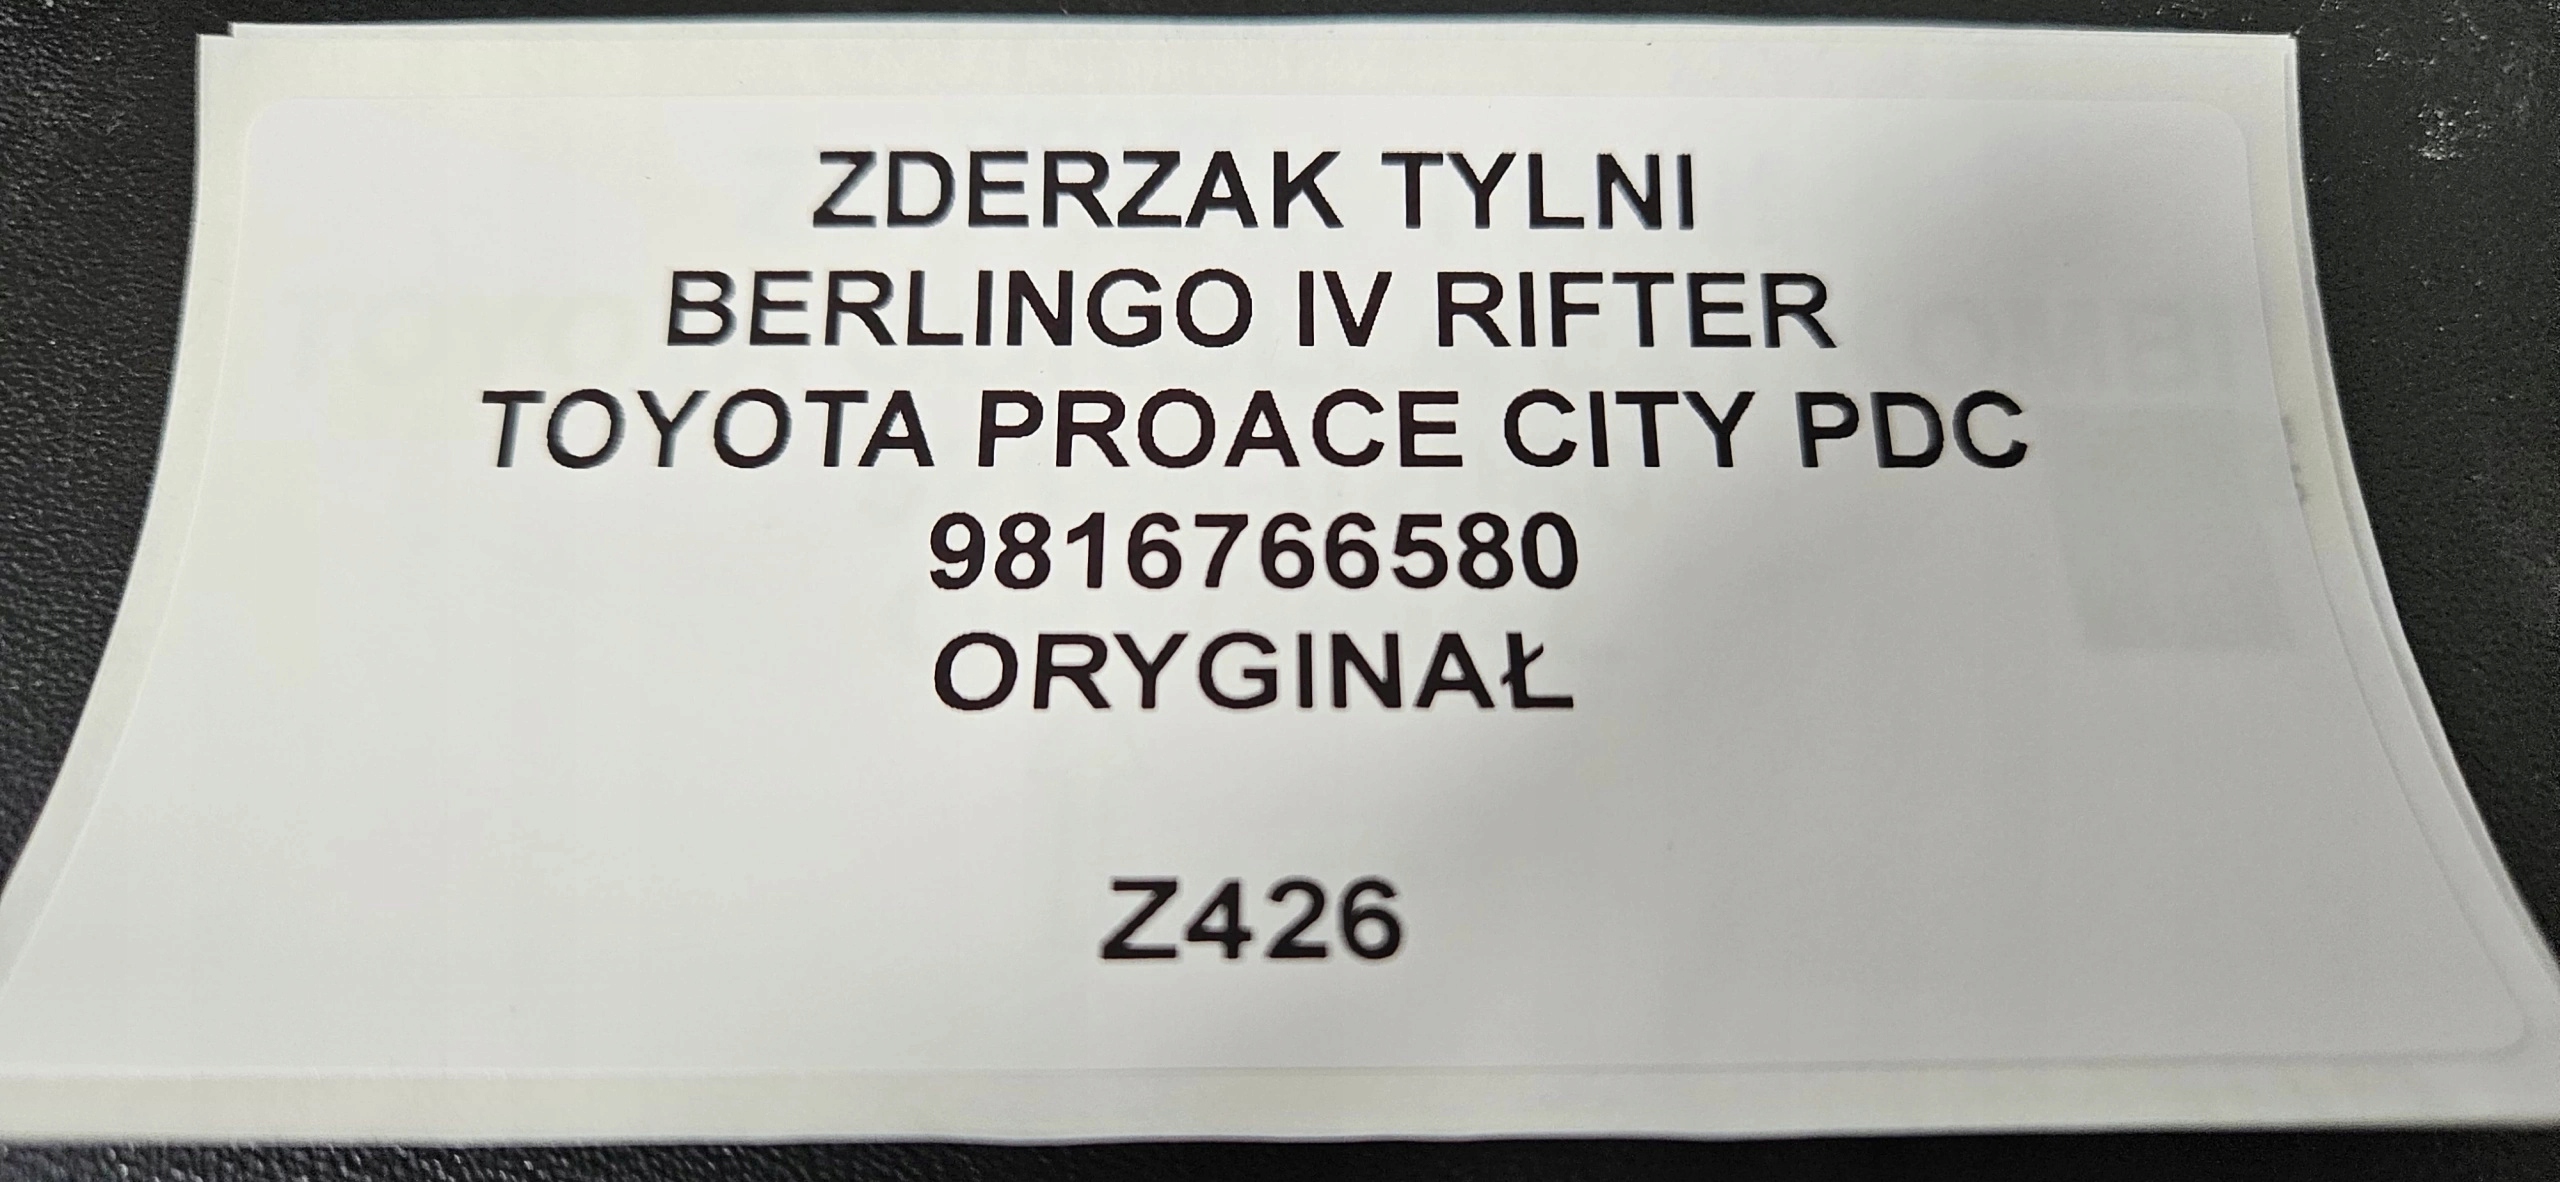 ZDERZAK TYLNI
BERLINGO IV RIFTER
TOYOTA PROACE CITY PDC
9816766580
ORYGINAŁ
Z426